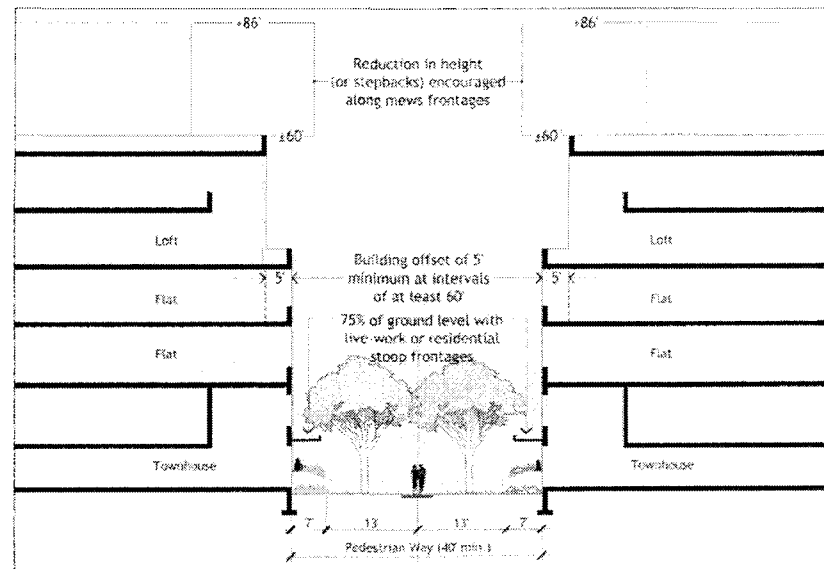 +86' +86'
Reduction in height
(or stepbacks) encouraged
along mews frontages
±60' ±60'
Loft Loft
Building offset of 5'
5' minimum at intervals 5'
of at least 60'
Flat Flat
75% of ground level with
live-work or residential
stoop frontages
Flat Flat
Townhouse Townhouse
7' 13' 13' 7'
Pedestrian Way (40' min.)